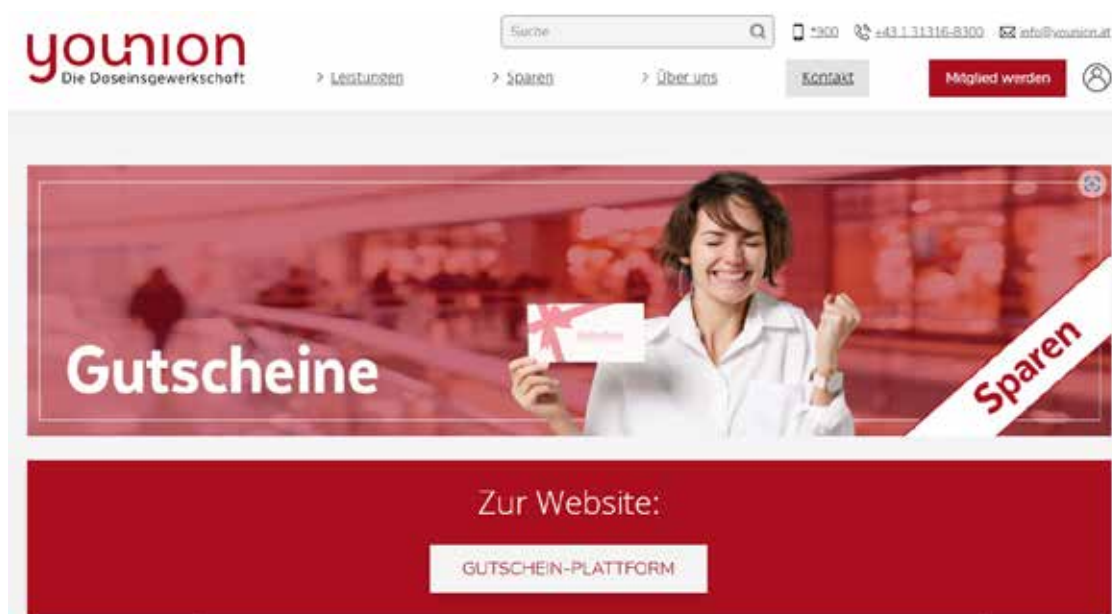 younion
Die Daseinsgewerkschaft
Suche
*300 +43 1 31316-8300 info@younion.at
> Leistungen > Sparen > Über uns Kontakt Mitglied werden
Gutscheine
Sparen
Zur Website:
GUTSCHEIN-PLATTFORM